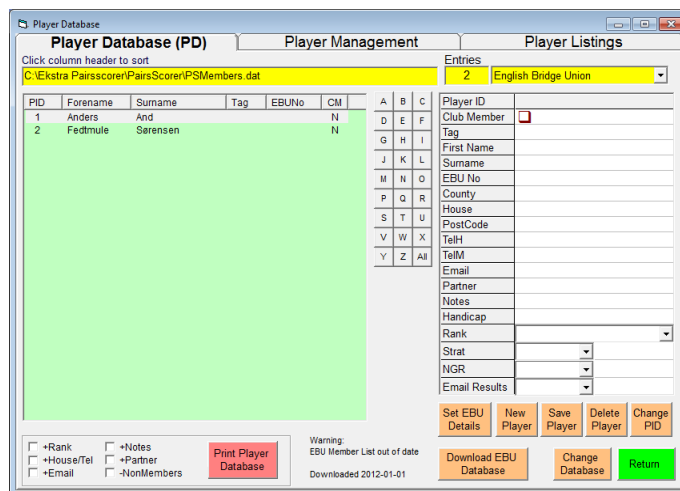 Player Database
Player Database (PD)
Player Management
Player Listings
Click column header to sort
Entries
C:\Ekstra Pairsscorer\PairsScorer\PSMembers.dat
2
English Bridge Union
PID Forename Surname Tag EBUNo CM
1 Anders And N
2 Fedtmule Sørensen N
A B C
D E F
G H I
J K L
M N O
P Q R
S T U
V W X
Y Z All
Player ID
Club Member
Tag
First Name
Surname
EBU No
County
House
PostCode
TelH
TelM
Email
Partner
Notes
Handicap
Rank
Strat
NGR
Email Results
Set EBU
Details
New
Player
Save
Player
Delete
Player
Change
PID
+Rank
+House/Tel
+Email
+Notes
+Partner
-NonMembers
Print Player
Database
Warning:
EBU Member List out of date
Downloaded 2012-01-01
Download EBU
Database
Change
Database
Return